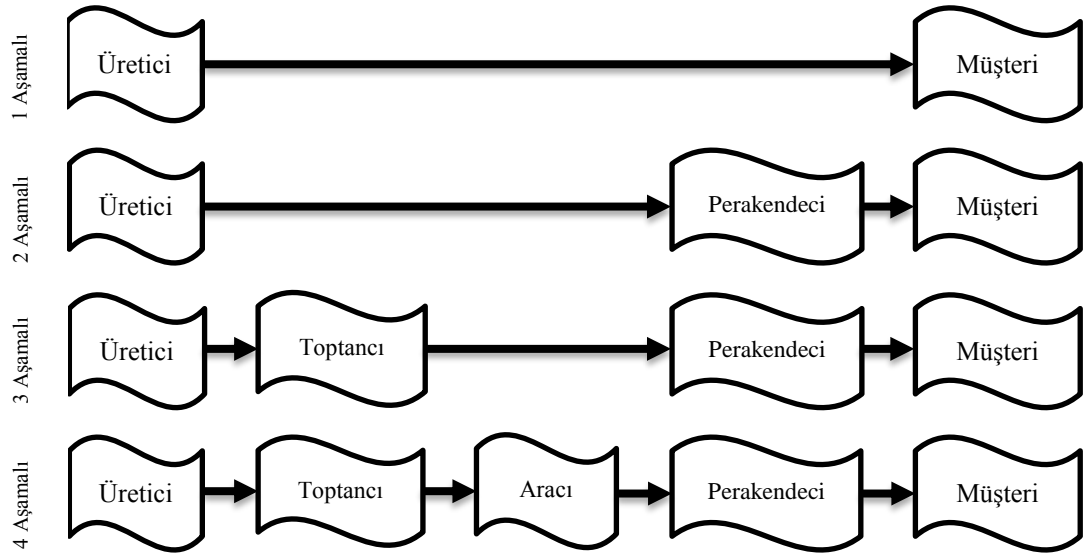 1 Aşamalı
Üretici
Müşteri
2 Aşamalı
Üretici
Perakendeci
Müşteri
3 Aşamalı
Üretici
Toptancı
Perakendeci
Müşteri
4 Aşamalı
Üretici
Toptancı
Aracı
Perakendeci
Müşteri